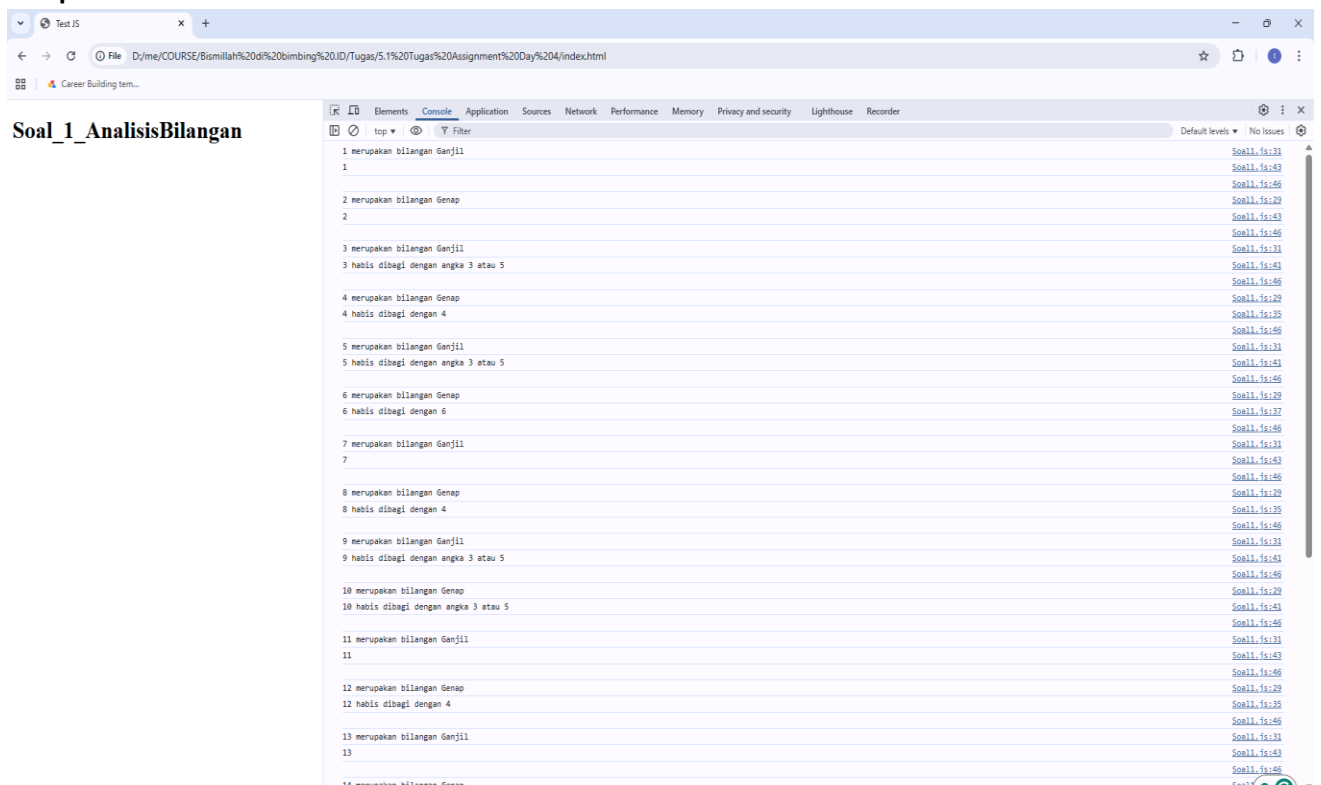 Test JS
File D:/me/COURSE/Bismillah%20di%20bimbing%20.ID/Tugas/5.1%20Tugas%20Assignment%20Day%204/index.html
Career Building tem...
Soal_1_AnalisisBilangan
Elements Console Application Sources Network Performance Memory Privacy and security Lighthouse Recorder
top Filter Default levels No Issues
1 merupakan bilangan Ganjil Soal1.js:31
1 Soal1.js:43
Soal1.js:46
2 merupakan bilangan Genap Soal1.js:29
2 Soal1.js:43
Soal1.js:46
3 merupakan bilangan Ganjil Soal1.js:31
3 habis dibagi dengan angka 3 atau 5 Soal1.js:41
Soal1.js:46
4 merupakan bilangan Genap Soal1.js:29
4 habis dibagi dengan 4 Soal1.js:35
Soal1.js:46
5 merupakan bilangan Ganjil Soal1.js:31
5 habis dibagi dengan angka 3 atau 5 Soal1.js:41
Soal1.js:46
6 merupakan bilangan Genap Soal1.js:29
6 habis dibagi dengan 6 Soal1.js:37
Soal1.js:46
7 merupakan bilangan Ganjil Soal1.js:31
7 Soal1.js:43
Soal1.js:46
8 merupakan bilangan Genap Soal1.js:29
8 habis dibagi dengan 4 Soal1.js:35
Soal1.js:46
9 merupakan bilangan Ganjil Soal1.js:31
9 habis dibagi dengan angka 3 atau 5 Soal1.js:41
Soal1.js:46
10 merupakan bilangan Genap Soal1.js:29
10 habis dibagi dengan angka 3 atau 5 Soal1.js:41
Soal1.js:46
11 merupakan bilangan Ganjil Soal1.js:31
11 Soal1.js:43
Soal1.js:46
12 merupakan bilangan Genap Soal1.js:29
12 habis dibagi dengan 4 Soal1.js:35
Soal1.js:46
13 merupakan bilangan Ganjil Soal1.js:31
13 Soal1.js:43
Soal1.js:46
14 merupakan bilangan Genap